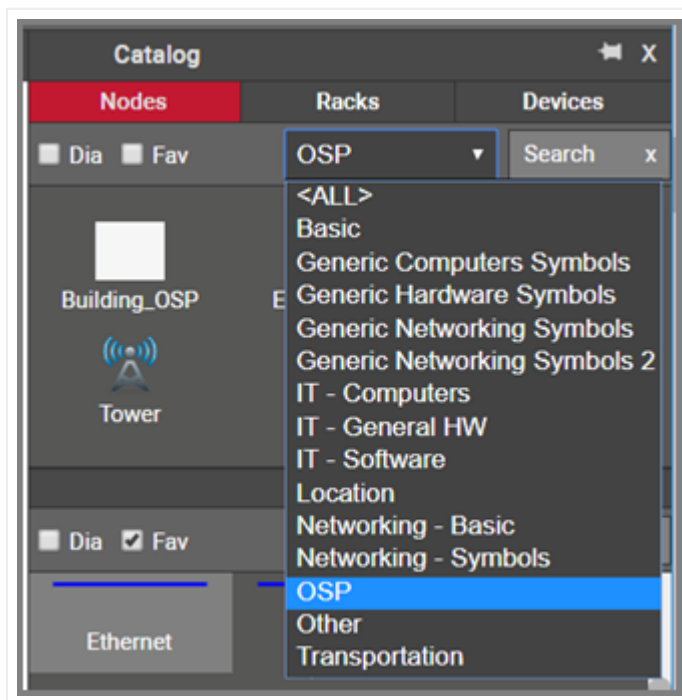 Catalog X
Nodes Racks Devices
Dia Fav OSP Search x
<ALL>
Basic
Generic Computers Symbols
Building_OSP E Generic Hardware Symbols
Generic Networking Symbols
Generic Networking Symbols 2
IT - Computers
Tower IT - General HW
IT - Software
Location
Networking - Basic
Dia Fav Networking - Symbols
OSP
Other
Ethernet
Transportation